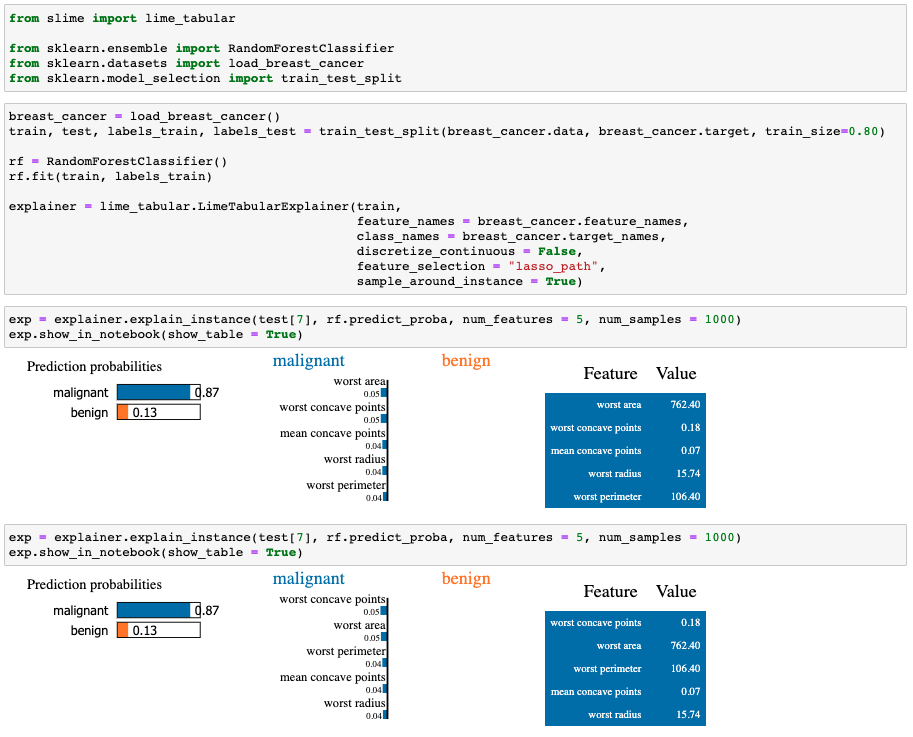 from slime import lime_tabular
from sklearn.ensemble import RandomForestClassifier
from sklearn.datasets import load_breast_cancer
from sklearn.model_selection import train_test_split
breast_cancer = load_breast_cancer()
train, test, labels_train, labels_test = train_test_split(breast_cancer.data, breast_cancer.target, train_size=0.80)
rf = RandomForestClassifier()
rf.fit(train, labels_train)
explainer = lime_tabular.LimeTabularExplainer(train,
feature_names = breast_cancer.feature_names,
class_names = breast_cancer.target_names,
discretize_continuous = False,
feature_selection = "lasso_path",
sample_around_instance = True)
exp = explainer.explain_instance(test[7], rf.predict_proba, num_features = 5, num_samples = 1000)
exp.show_in_notebook(show_table = True)
Prediction probabilities
malignant 0.87
benign 0.13
malignant benign
worst area
0.05
worst concave points
0.05
mean concave points
0.04
worst radius
0.04
worst perimeter
0.04
Feature Value
worst area 762.40
worst concave points 0.18
mean concave points 0.07
worst radius 15.74
worst perimeter 106.40
exp = explainer.explain_instance(test[7], rf.predict_proba, num_features = 5, num_samples = 1000)
exp.show_in_notebook(show_table = True)
Prediction probabilities
malignant 0.87
benign 0.13
malignant benign
worst concave points
0.05
worst area
0.05
worst perimeter
0.04
mean concave points
0.04
worst radius
0.04
Feature Value
worst concave points 0.18
worst area 762.40
worst perimeter 106.40
mean concave points 0.07
worst radius 15.74